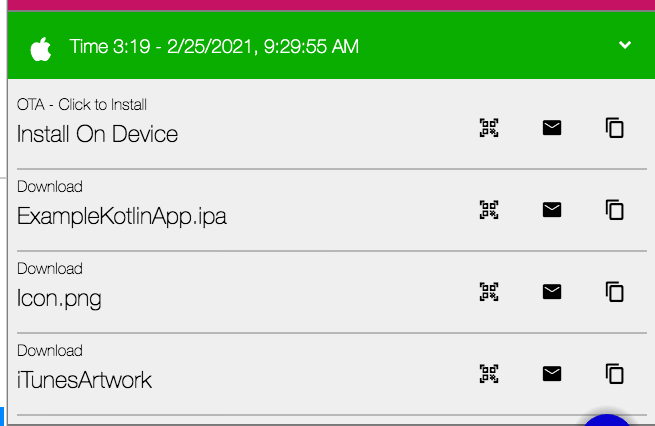 Time 3:19 - 2/25/2021, 9:29:55 AM
OTA - Click to Install
Install On Device
Download
ExampleKotlinApp.ipa
Download
Icon.png
Download
iTunesArtwork